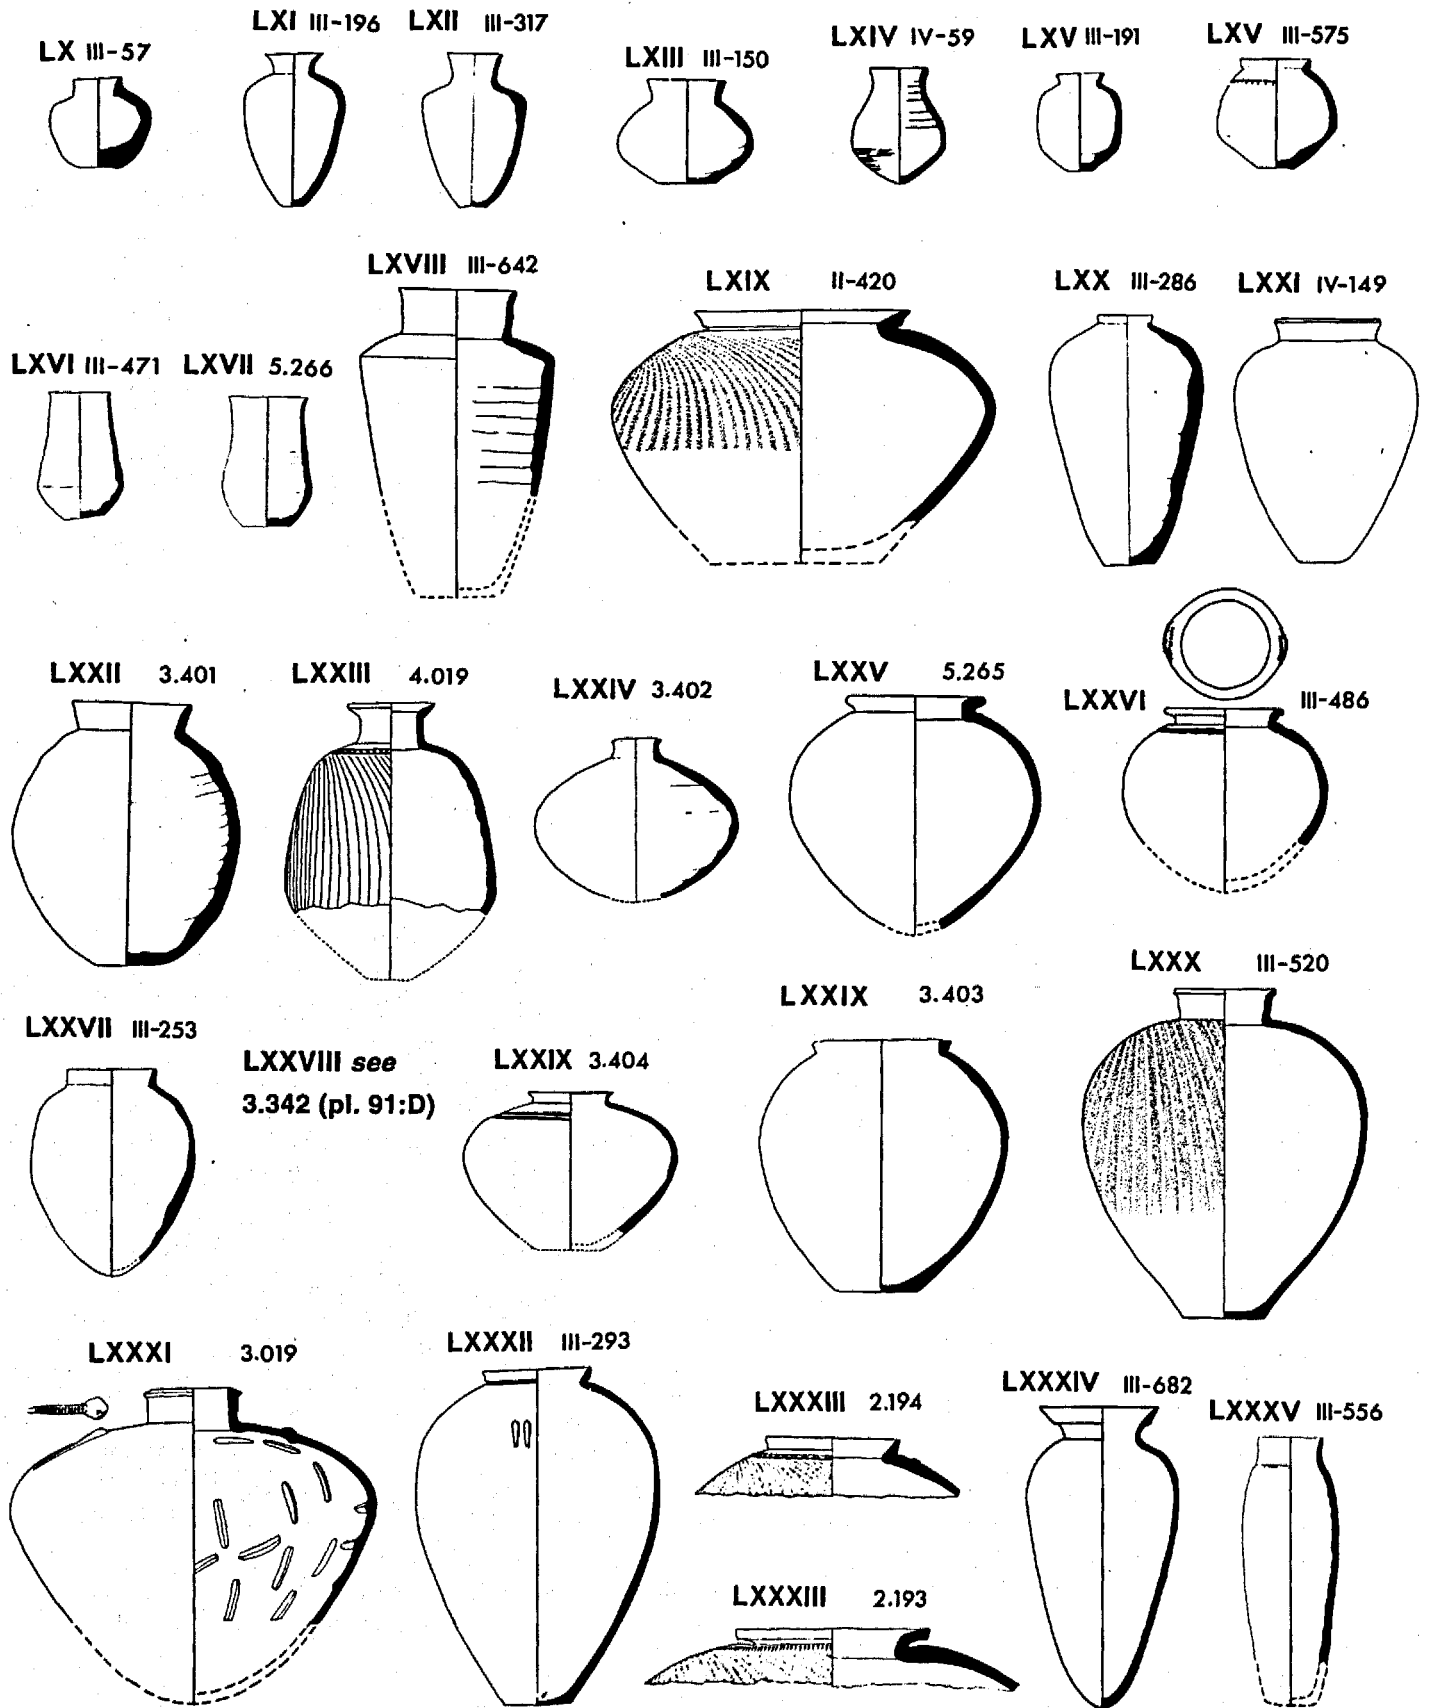 LX III-57
LXI III-196
LXII III-317
LXIII III-150
LXIV IV-59
LXV III-191
LXV III-575
LXVI III-471
LXVII 5.266
LXVIII III-642
LXIX II-420
LXX III-286
LXXI IV-149
LXXII 3.401
LXXIII 4.019
LXXIV 3.402
LXXV 5.265
LXXVI III-486
LXXVII III-253
LXXVIII see
3.342 (pl. 91:D)
LXXIX 3.404
LXXIX 3.403
LXXX III-520
LXXXI 3.019
LXXXII III-293
LXXXIII 2.194
LXXXIII 2.193
LXXXIV III-682
LXXXV III-556